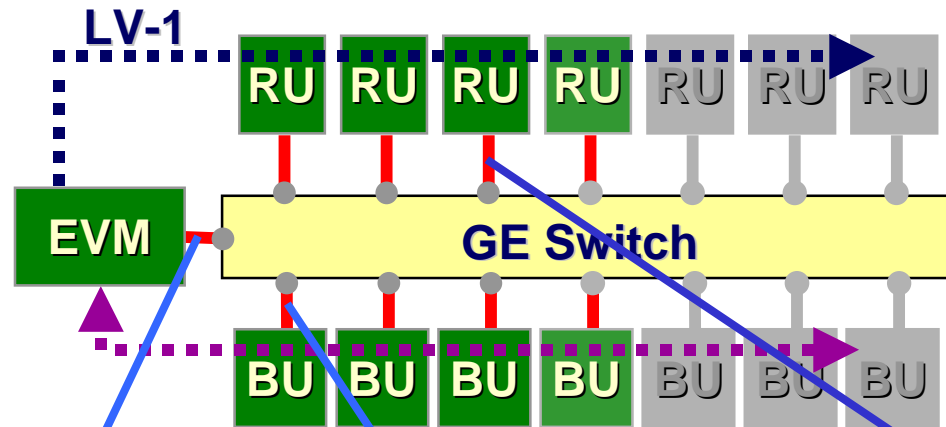 LV-1
RU RU RU RU RU RU RU
EVM
GE Switch
BU BU BU BU BU BU BU